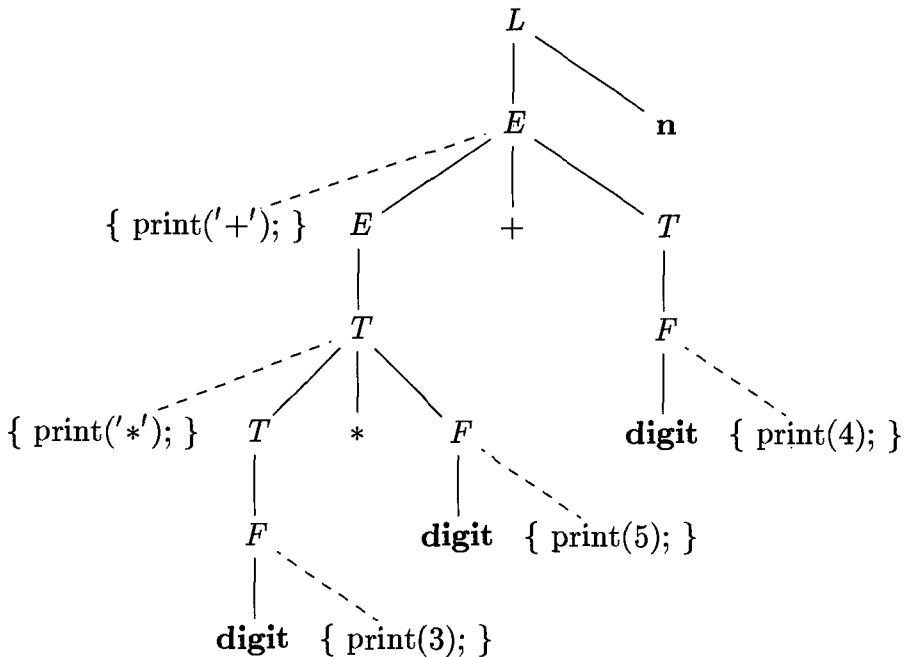 L
E n
{ print('+'); } E + T
T F
{ print('*'); } T * F digit { print(4); }
F digit { print(5); }
digit { print(3); }